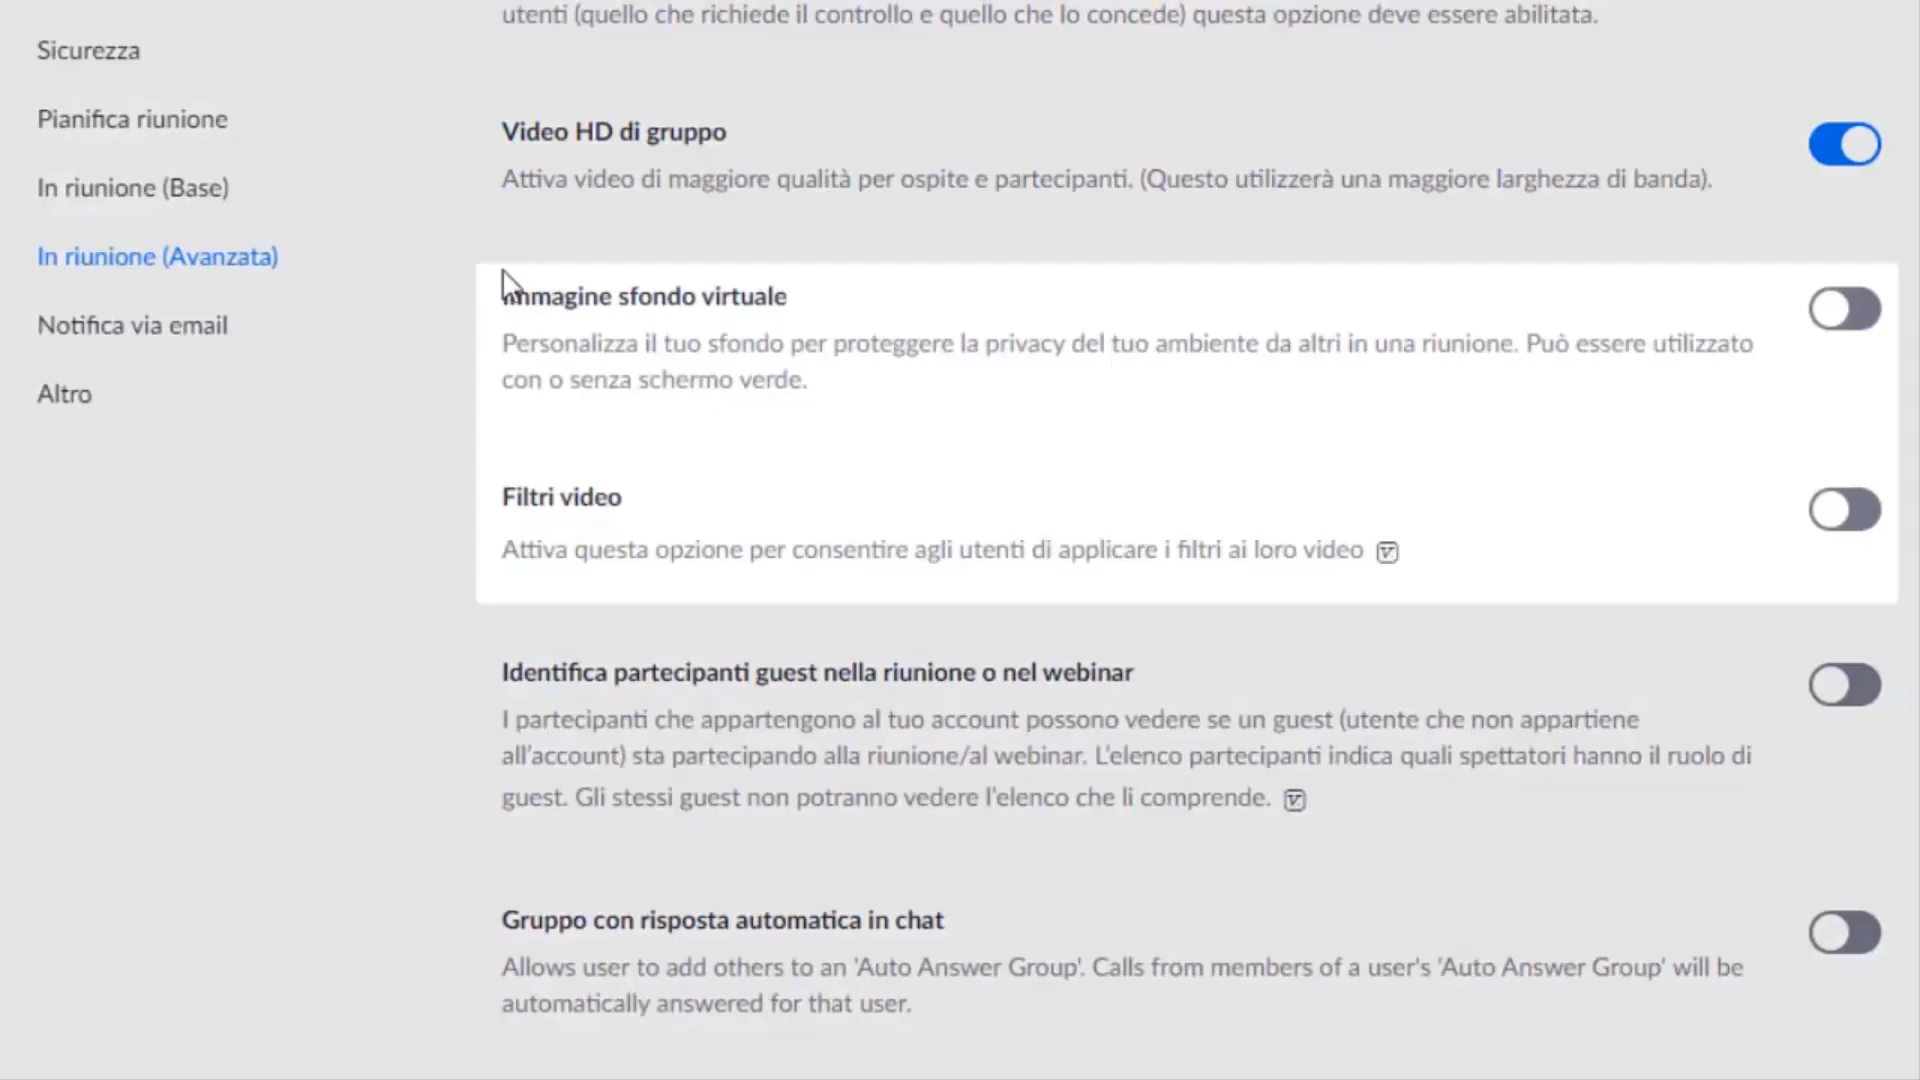 utenti (quello che richiede il controllo e quello che lo concede) questa opzione deve essere abilitata.
Sicurezza
Pianifica riunione
In riunione (Base)
In riunione (Avanzata)
Notifica via email
Altro
Video HD di gruppo
Attiva video di maggiore qualità per ospite e partecipanti. (Questo utilizzerà una maggiore larghezza di banda).
Immagine sfondo virtuale
Personalizza il tuo sfondo per proteggere la privacy del tuo ambiente da altri in una riunione. Può essere utilizzato
con o senza schermo verde.
Filtri video
Attiva questa opzione per consentire agli utenti di applicare i filtri ai loro video
Identifica partecipanti guest nella riunione o nel webinar
I partecipanti che appartengono al tuo account possono vedere se un guest (utente che non appartiene
all'account) sta partecipando alla riunione/al webinar. L'elenco partecipanti indica quali spettatori hanno il ruolo di
guest. Gli stessi guest non potranno vedere l'elenco che li comprende.
Gruppo con risposta automatica in chat
Allows user to add others to an 'Auto Answer Group'. Calls from members of a user's 'Auto Answer Group' will be
automatically answered for that user.